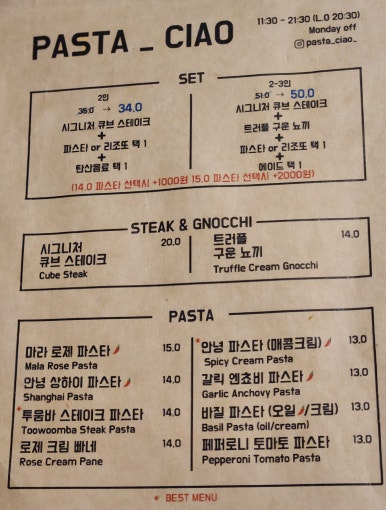 PASTA _ CIAO
11:30 - 21:30 (L.O 20:30)
Monday off
pasta_ciao_
SET
2인
36.0 → 34.0
시그니처 큐브 스테이크
+
파스타 or 리조또 택 1
+
탄산음료 택 1
2~3인
51.0 → 50.0
시그니처 큐브 스테이크
+
트러플 구운 뇨끼
+
파스타 or 리조또 택 1
+
에이드 택 1
(14.0 파스타 선택시 +1000원 15.0 파스타 선택시 +2000원)
STEAK & GNOCCHI
시그니처 20.0
큐브 스테이크
Cube Steak
트러플 14.0
구운 뇨끼
Truffle Cream Gnocchi
PASTA
마라 로제 파스타 15.0
Mala Rose Pasta
안녕 상하이 파스타 14.0
Shanghai Pasta
*투움바 스테이크 파스타 14.0
Toowoomba Steak Pasta
로제 크림 빠네 14.0
Rose Cream Pane
*안녕 파스타 (매콤크림) 13.0
Spicy Cream Pasta
갈릭 엔쵸비 파스타 13.0
Garlic Anchovy Pasta
바질 파스타 (오일/크림) 13.0
Basil Pasta (oil/cream)
페퍼로니 토마토 파스타 13.0
Pepperoni Tomato Pasta
* BEST MENU